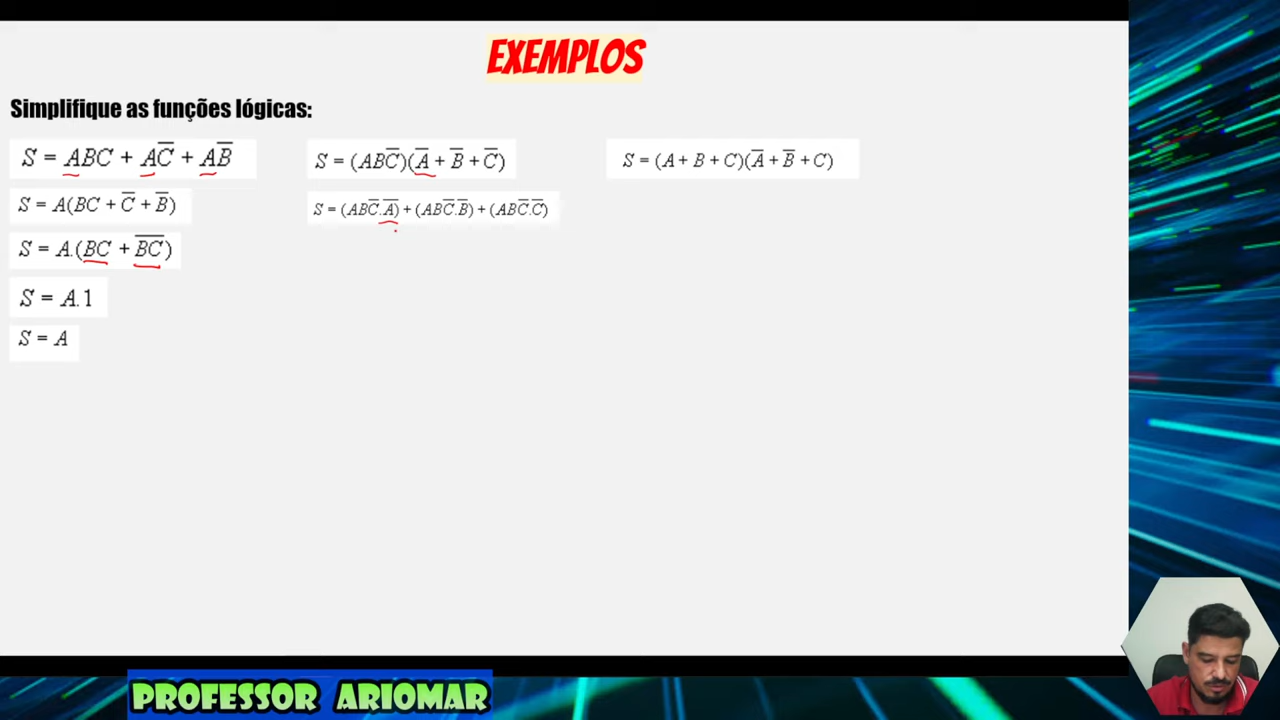 EXEMPLOS
Simplifique as funções lógicas:
S = ABC + AC̅ + AB̅
S = A(BC + C̅ + B̅)
S = A.(BC + B̅C̅)
S = A.1
S = A
S = (ABC̅)(A̅ + B̅ + C̅)
S = (ABC̅.A̅) + (ABC̅.B̅) + (ABC̅.C̅)
S = (A + B + C)(A̅ + B̅ + C)
PROFESSOR ARIOMAR